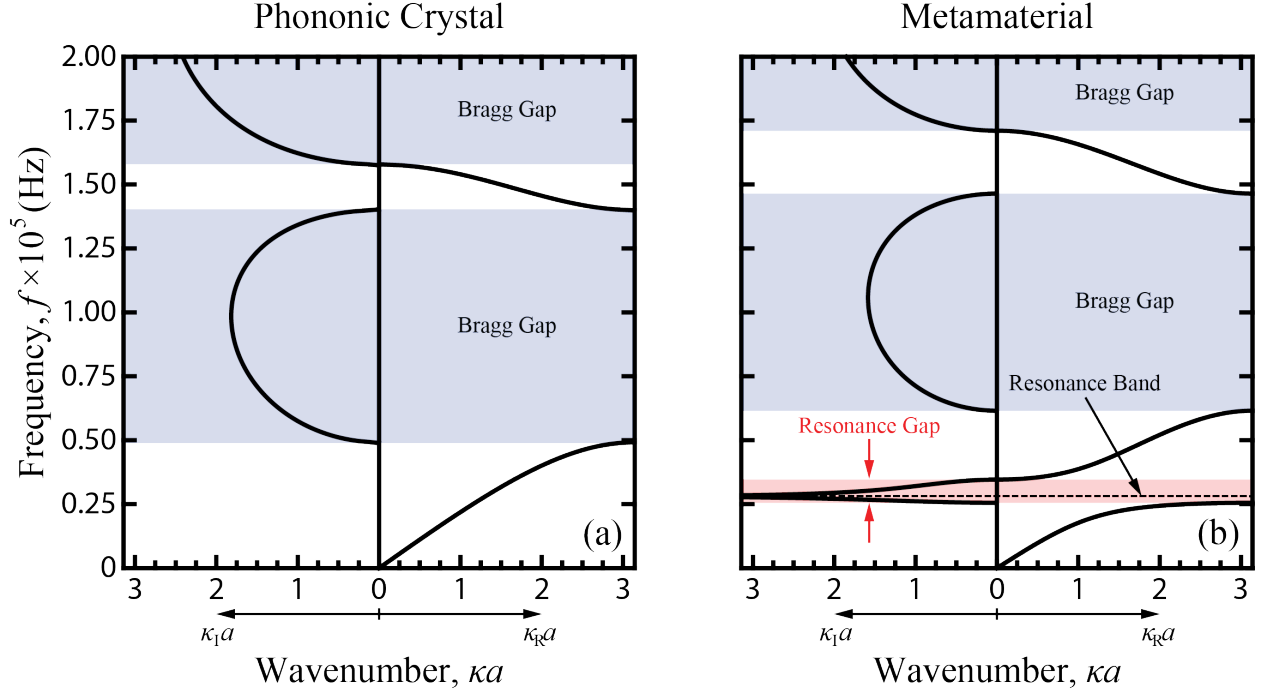 Phononic Crystal
Metamaterial
Frequency, f ×10⁵ (Hz)
2.00
1.75
1.50
1.25
1.00
0.75
0.50
0.25
0
Bragg Gap
Bragg Gap
(a)
3 2 1 0 1 2 3
κIa κRa
Wavenumber, κa
Bragg Gap
Bragg Gap
Resonance Band
Resonance Gap
(b)
3 2 1 0 1 2 3
κIa κRa
Wavenumber, κa